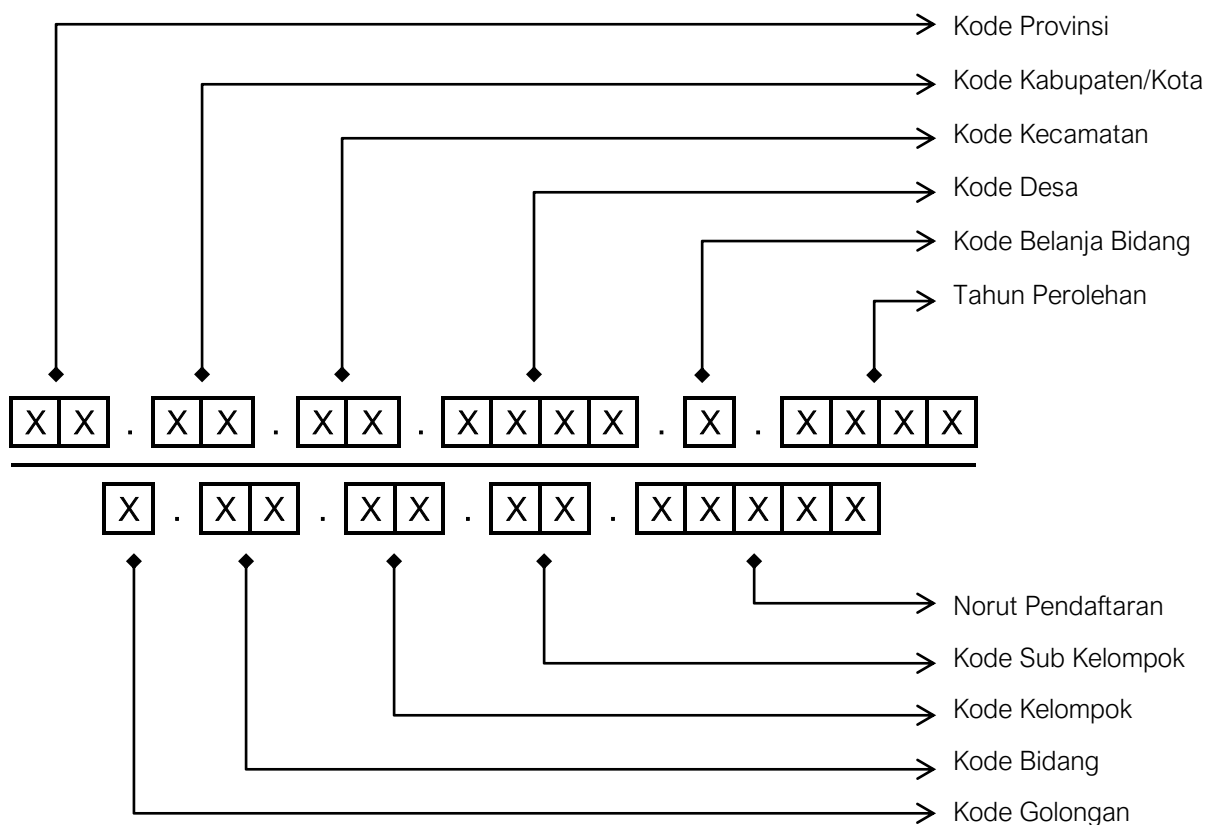 Kode Provinsi
Kode Kabupaten/Kota
Kode Kecamatan
Kode Desa
Kode Belanja Bidang
Tahun Perolehan
X X . X X . X X . X X X X . X . X X X X
X . X X . X X . X X . X X X X X
Norut Pendaftaran
Kode Sub Kelompok
Kode Kelompok
Kode Bidang
Kode Golongan